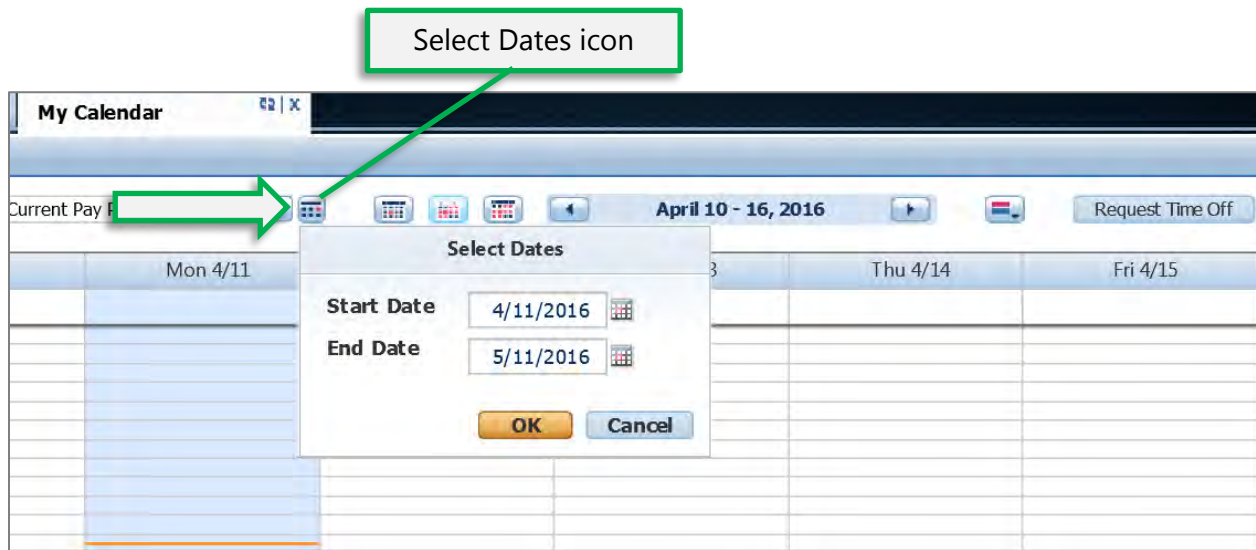 Select Dates icon
My Calendar
Current Pay
April 10 - 16, 2016
Request Time Off
Select Dates
Mon 4/11
3
Thu 4/14
Fri 4/15
Start Date
4/11/2016
End Date
5/11/2016
OK
Cancel